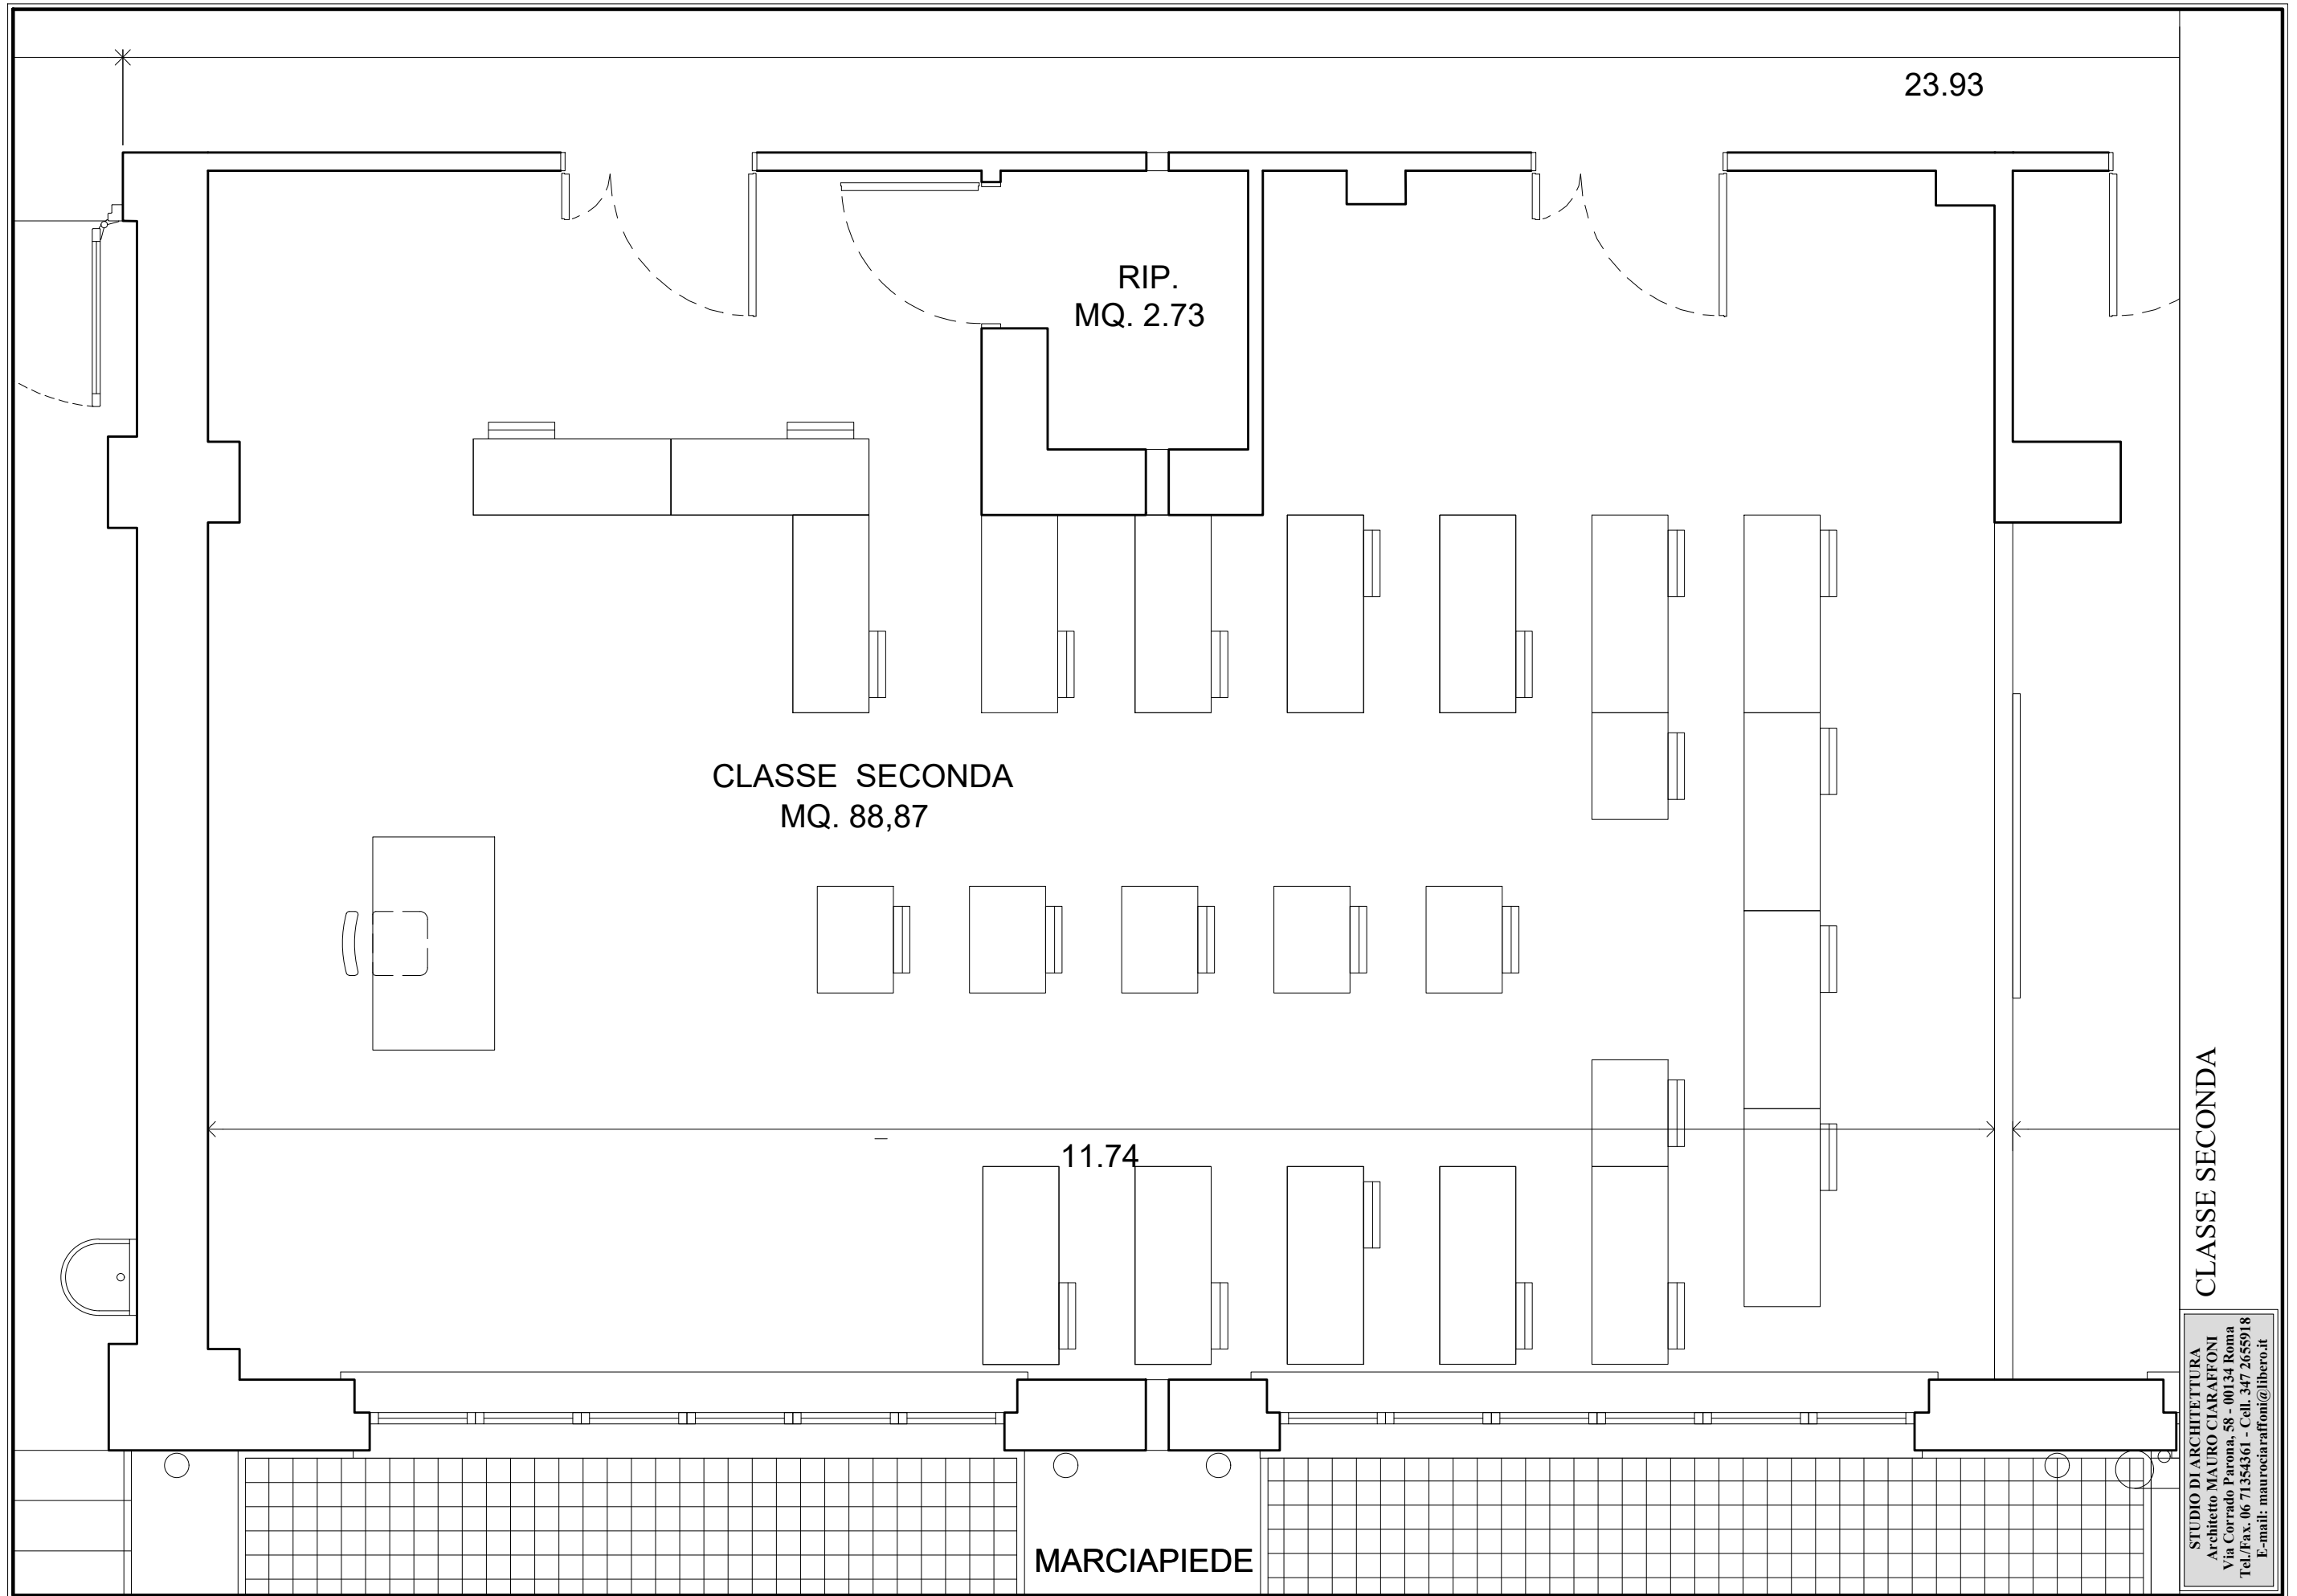 23.93
RIP.
MQ. 2.73
CLASSE SECONDA
MQ. 88,87
11.74
MARCIAPIEDE
CLASSE SECONDA
STUDIO DI ARCHITETTURA
Architetto MAURO CIARAFFONI
Via Corrado Parona, 58 - 00134 Roma
Tel./Fax. 06 71354361 - Cell. 347 2655918
E-mail: maurociaraffoni@libero.it